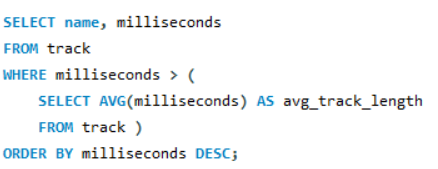 SELECT name, milliseconds
FROM track
WHERE milliseconds > (
    SELECT AVG(milliseconds) AS avg_track_length
    FROM track )
ORDER BY milliseconds DESC;